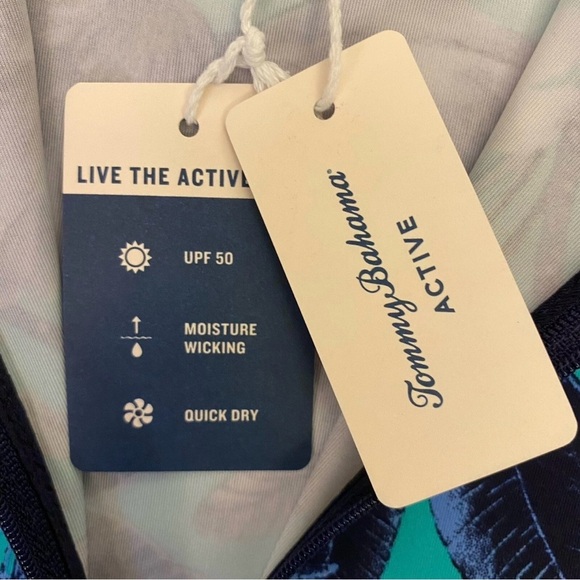 LIVE THE ACTIVE
UPF 50
MOISTURE
WICKING
QUICK DRY
Tommy Bahama®
ACTIVE